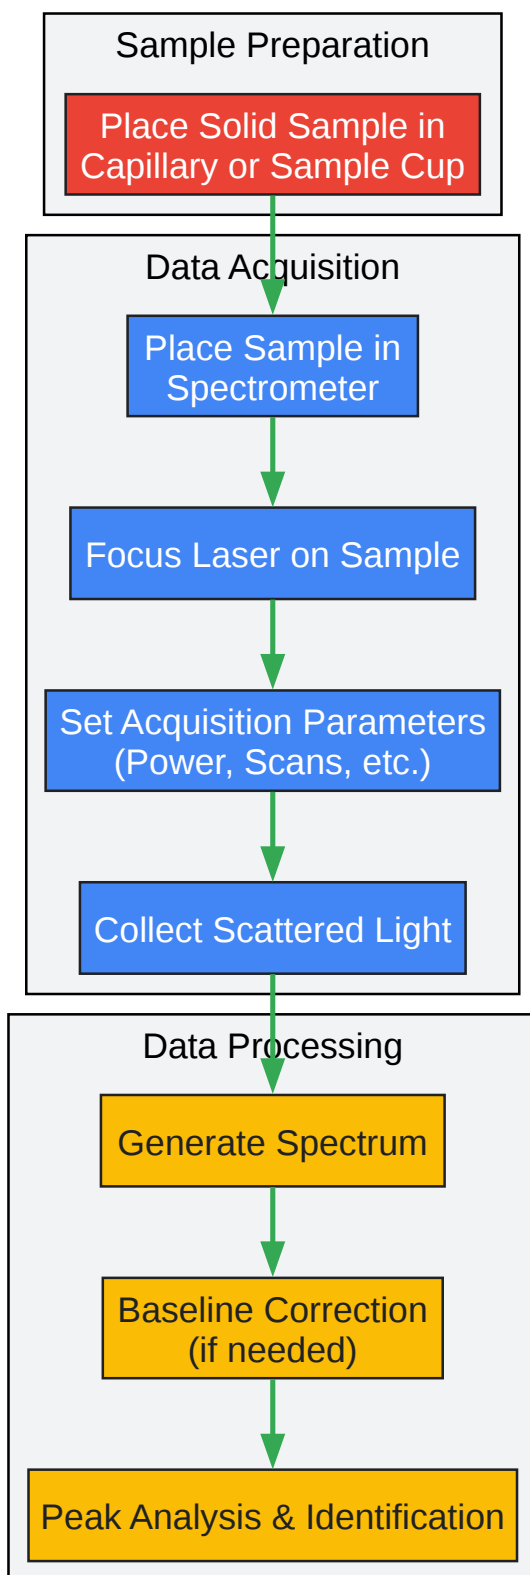 Sample Preparation
Place Solid Sample in
Capillary or Sample Cup
Data Acquisition
Place Sample in
Spectrometer
Focus Laser on Sample
Set Acquisition Parameters
(Power, Scans, etc.)
Collect Scattered Light
Data Processing
Generate Spectrum
Baseline Correction
(if needed)
Peak Analysis & Identification